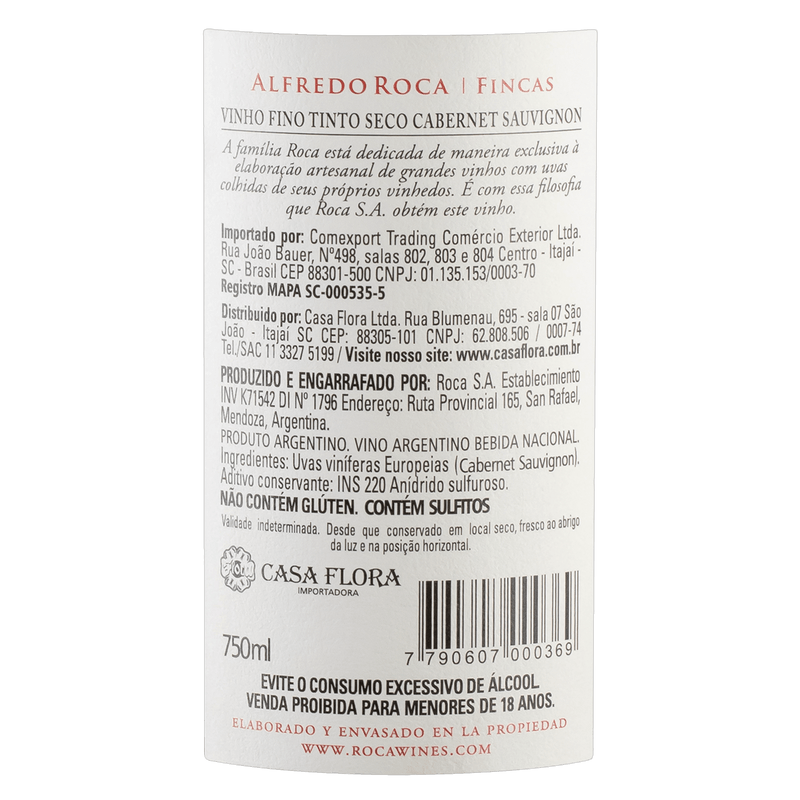 ALFREDO ROCA | FINCAS
VINHO FINO TINTO SECO CABERNET SAUVIGNON
A família Roca está dedicada de maneira exclusiva à
elaboração artesanal de grandes vinhos com uvas
colhidas de seus próprios vinhedos. É com essa filosofia
que Roca S.A. obtém este vinho.
Importado por: Comexport Trading Comércio Exterior Ltda.
Rua João Bauer, Nº498, salas 802, 803 e 804 Centro - Itajaí -
SC - Brasil CEP 88301-500 CNPJ: 01.135.153/0003-70
Registro MAPA SC-000535-5
Distribuido por: Casa Flora Ltda. Rua Blumenau, 695 - sala 07 São
João - Itajaí SC CEP: 88305-101 CNPJ: 62.808.506 / 0007-74
Tel./SAC 11 3327 5199 / Visite nosso site: www.casaflora.com.br
PRODUZIDO E ENGARRAFADO POR: Roca S.A. Establecimiento
INV K71542 DI Nº 1796 Endereço: Ruta Provincial 165, San Rafael,
Mendoza, Argentina.
PRODUTO ARGENTINO. VINO ARGENTINO BEBIDA NACIONAL.
Ingredientes: Uvas viníferas Europeias (Cabernet Sauvignon).
Aditivo conservante: INS 220 Anídrido sulfuroso.
NÃO CONTÉM GLÚTEN. CONTÉM SULFITOS
Validade indeterminada. Desde que conservado em local seco, fresco ao abrigo
da luz e na posição horizontal.
CASA FLORA
IMPORTADORA
750ml
7 790607 000369
EVITE O CONSUMO EXCESSIVO DE ÁLCOOL
VENDA PROIBIDA PARA MENORES DE 18 ANOS.
ELABORADO Y ENVASADO EN LA PROPIEDAD
WWW.ROCAWINES.COM